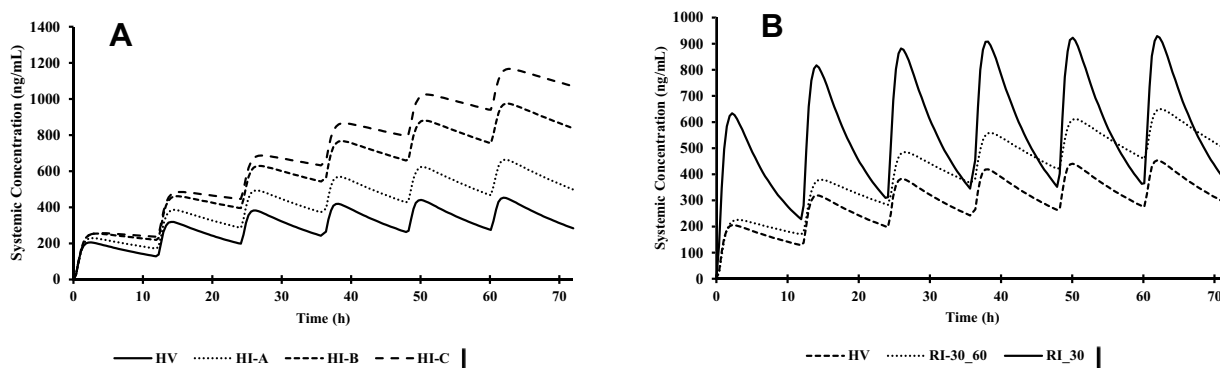 A
Systemic Concentration (ng/mL)
1400
1200
1000
800
600
400
200
0
0 10 20 30 40 50 60 70
Time (h)
HV HI-A HI-B HI-C
B
Systemic Concentration (ng/mL)
1000
900
800
700
600
500
400
300
200
100
0
0 10 20 30 40 50 60 70
Time (h)
HV RI-30_60 RI_30